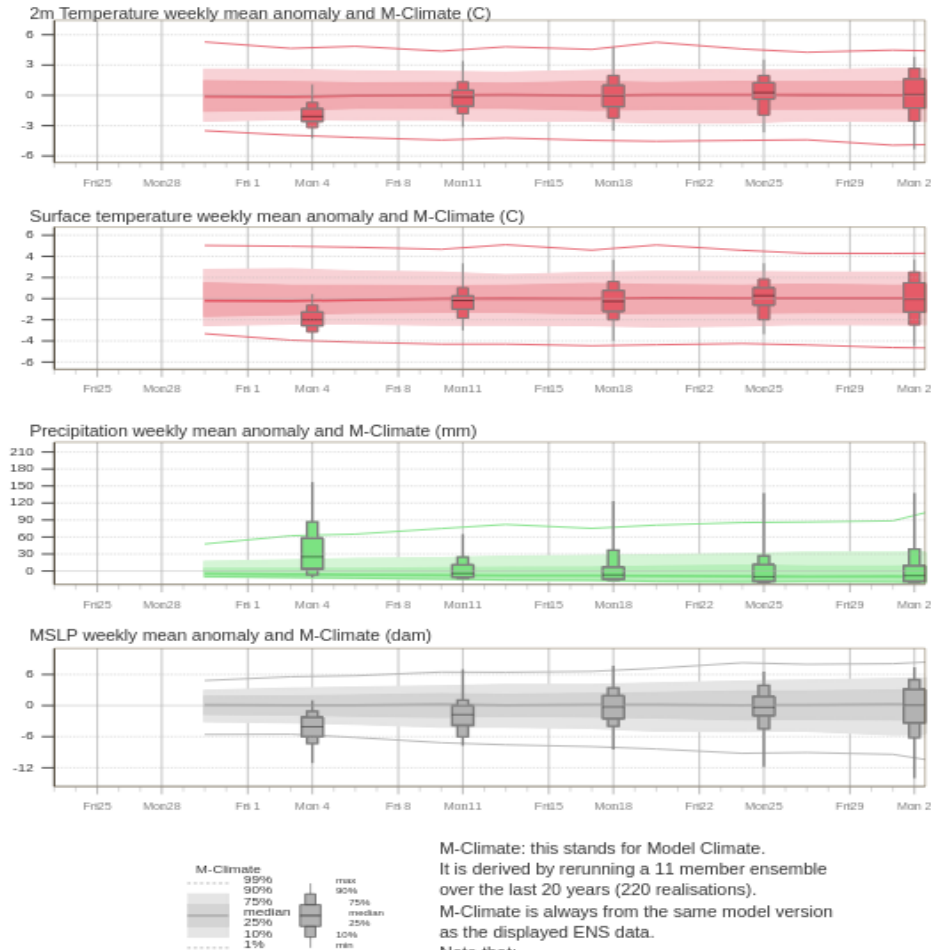 2m Temperature weekly mean anomaly and M-Climate (C)
6
3
0
-3
-6
Fri25 Mon28 Fri 1 Mon 4 Fri 8 Mon11 Fri15 Mon18 Fri22 Mon25 Fri29 Mon 2
Surface temperature weekly mean anomaly and M-Climate (C)
6
4
2
0
-2
-4
-6
Fri25 Mon28 Fri 1 Mon 4 Fri 8 Mon11 Fri15 Mon18 Fri22 Mon25 Fri29 Mon 2
Precipitation weekly mean anomaly and M-Climate (mm)
210
180
150
120
90
60
30
0
Fri25 Mon28 Fri 1 Mon 4 Fri 8 Mon11 Fri15 Mon18 Fri22 Mon25 Fri29 Mon 2
MSLP weekly mean anomaly and M-Climate (dam)
6
0
-6
-12
Fri25 Mon28 Fri 1 Mon 4 Fri 8 Mon11 Fri15 Mon18 Fri22 Mon25 Fri29 Mon 2
M-Climate
99%
90%
75%
median
25%
10%
1%
max
90%
75%
median
25%
10%
min
M-Climate: this stands for Model Climate.
It is derived by rerunning a 11 member ensemble
over the last 20 years (220 realisations).
M-Climate is always from the same model version
as the displayed ENS data.
Note that: